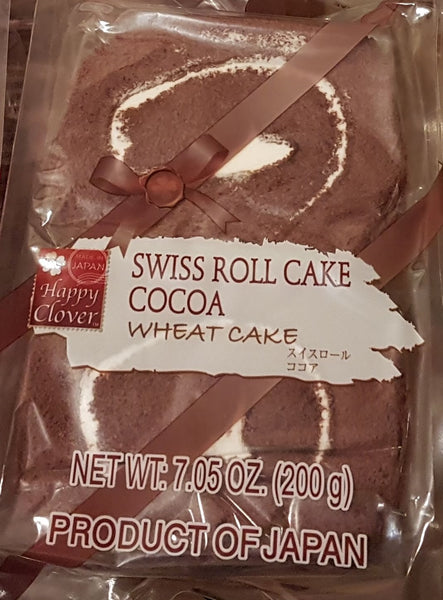 MADE IN
JAPAN
Happy
Clover
TM
SWISS ROLL CAKE
COCOA
WHEAT CAKE
スイスロール
ココア
NET WT: 7.05 OZ. (200 g)
PRODUCT OF JAPAN